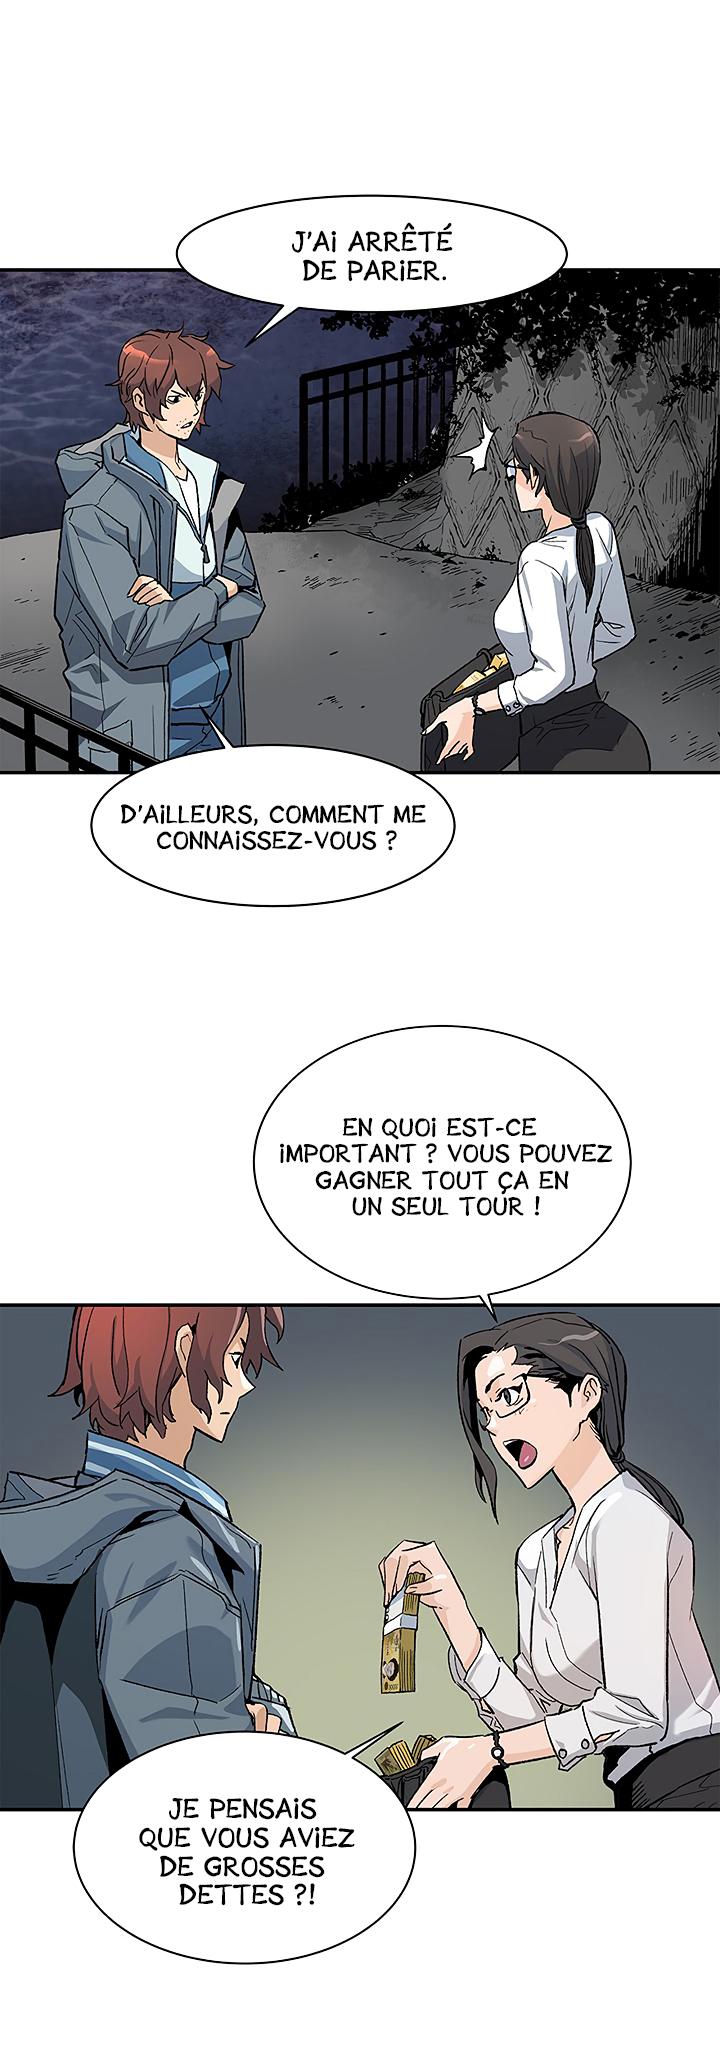 J'AI ARRÊTÉ
DE PARIER.
D'AILLEURS, COMMENT ME
CONNAISSEZ-VOUS ?
EN QUOI EST-CE
IMPORTANT ? VOUS POUVEZ
GAGNER TOUT ÇA EN
UN SEUL TOUR !
JE PENSAIS
QUE VOUS AVIEZ
DE GROSSES
DETTES ?!